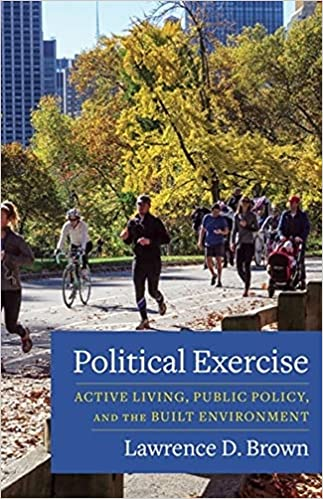 Political Exercise
ACTIVE LIVING, PUBLIC POLICY,
AND THE BUILT ENVIRONMENT
Lawrence D. Brown